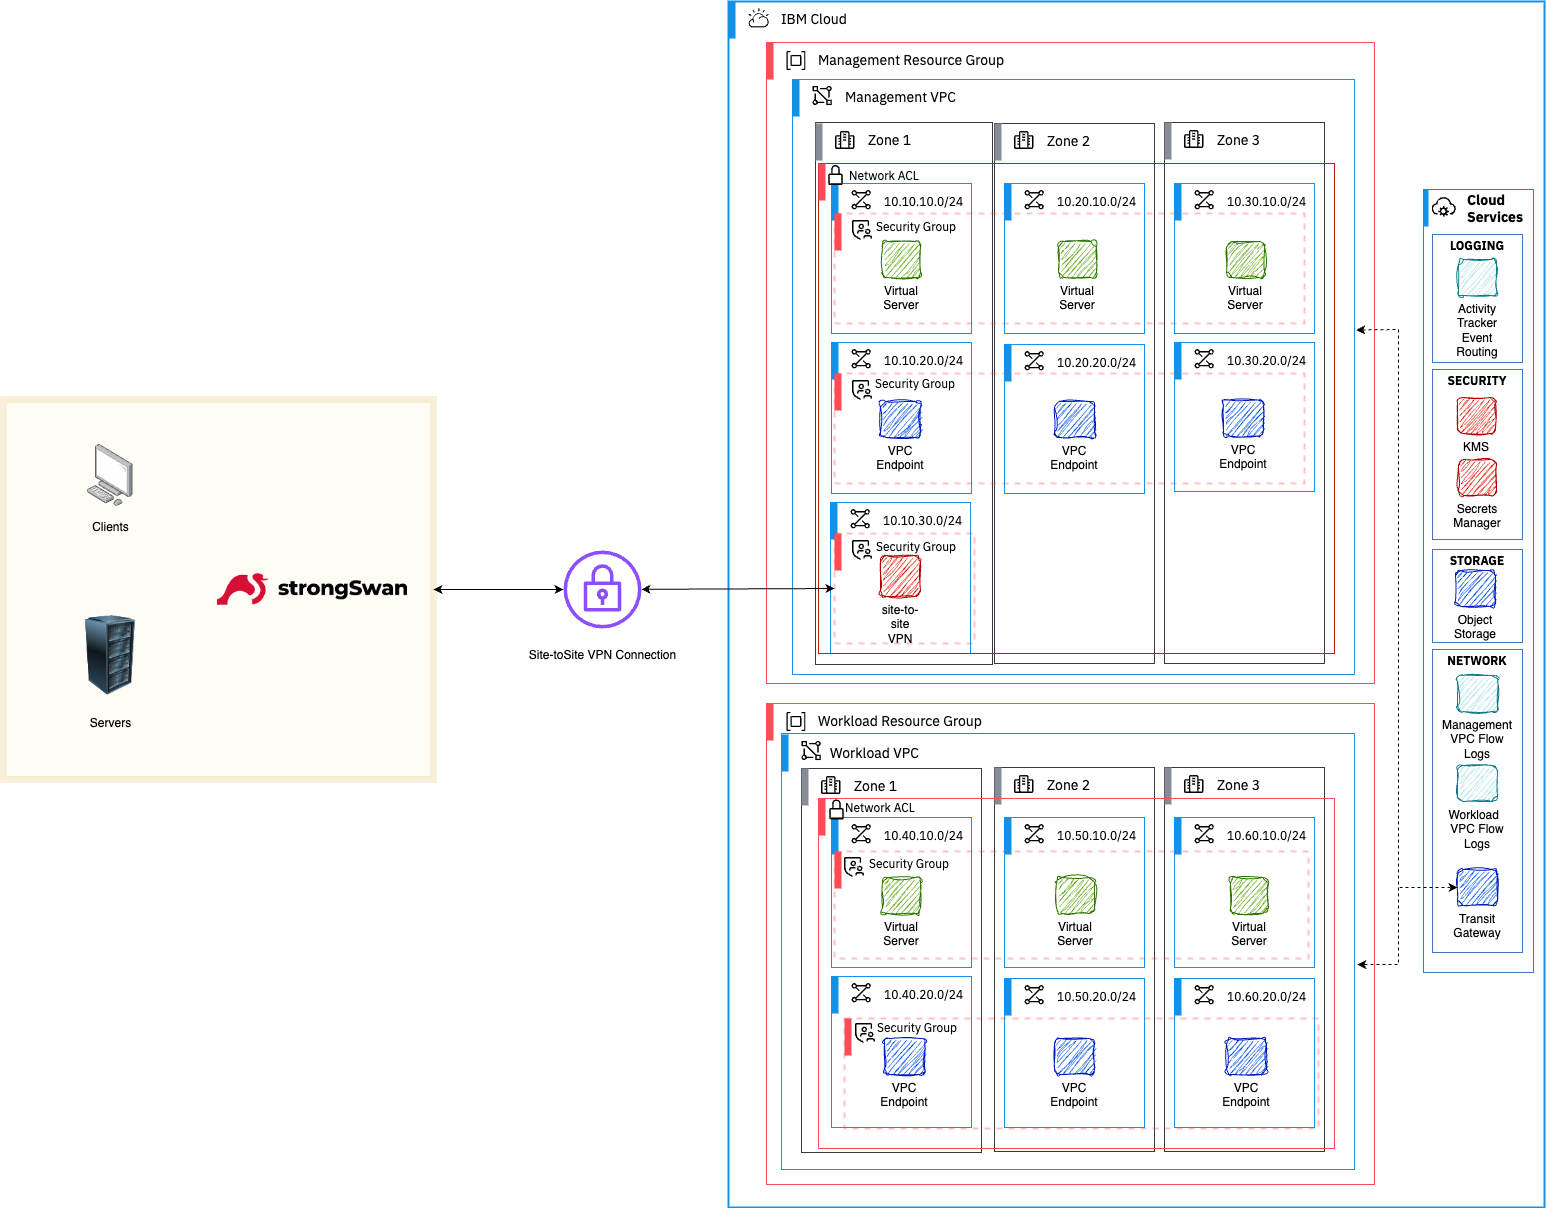 IBM Cloud
Management Resource Group
Management VPC
Zone 1
Zone 2
Zone 3
Network ACL
10.10.10.0/24
10.20.10.0/24
10.30.10.0/24
Security Group
Virtual
Server
Virtual
Server
Virtual
Server
10.10.20.0/24
10.20.20.0/24
10.30.20.0/24
Security Group
VPC
Endpoint
VPC
Endpoint
VPC
Endpoint
10.10.30.0/24
Security Group
site-to-
site
VPN
Clients
strongSwan
Servers
Site-toSite VPN Connection
Workload Resource Group
Workload VPC
Zone 1
Zone 2
Zone 3
Network ACL
10.40.10.0/24
10.50.10.0/24
10.60.10.0/24
Security Group
Virtual
Server
Virtual
Server
Virtual
Server
10.40.20.0/24
10.50.20.0/24
10.60.20.0/24
Security Group
VPC
Endpoint
VPC
Endpoint
VPC
Endpoint
Cloud
Services
LOGGING
Activity
Tracker
Event
Routing
SECURITY
KMS
Secrets
Manager
STORAGE
Object
Storage
NETWORK
Management
VPC Flow
Logs
Workload
VPC Flow
Logs
Transit
Gateway